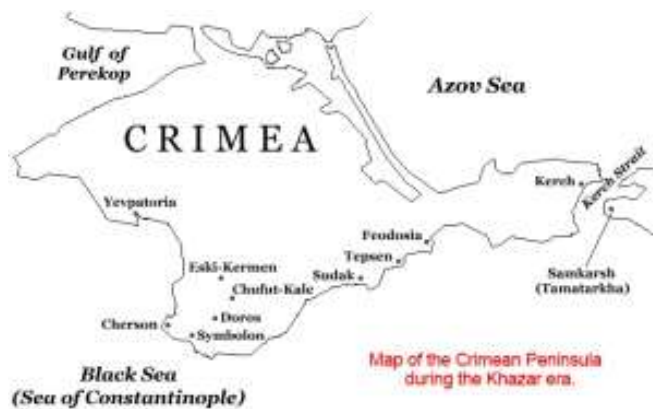 Gulf of
Perekop
Azov Sea
CRIMEA
Kerch
Kerch Strait
Yevpatoria
Feodosia
Tepsen
Eski-Kermen
Sudak
Samkarsh
(Tamatarkha)
Chufut-Kale
Doros
Cherson
Symbolon
Map of the Crimean Peninsula
during the Khazar era.
Black Sea
(Sea of Constantinople)